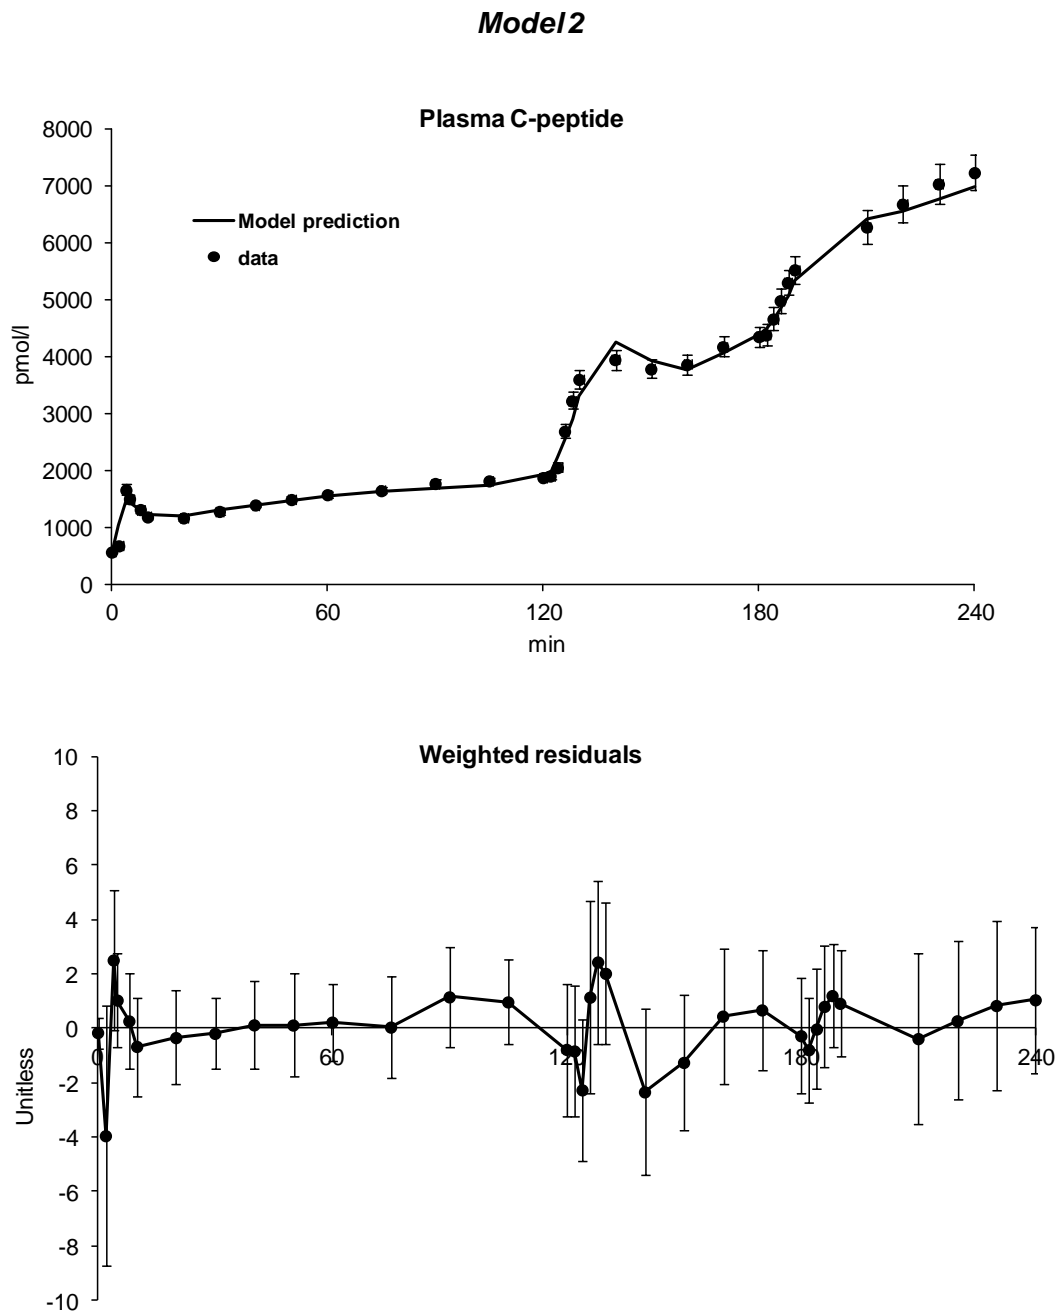 Model 2
Plasma C-peptide
8000
7000
6000
5000
4000
3000
2000
1000
0
pmol/l
Model prediction
data
0 60 120 180 240
min
Weighted residuals
10
8
6
4
2
0
-2
-4
-6
-8
-10
Unitless
0 60 120 180 240